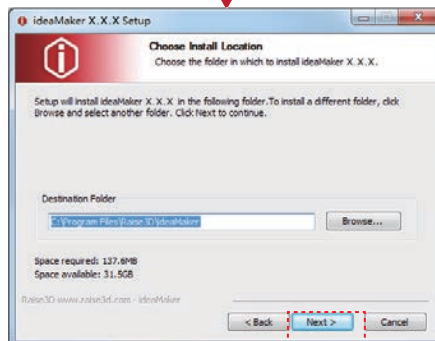 ideaMaker X.X.X Setup
Choose Install Location
Choose the folder in which to install ideaMaker X.X.X.
Setup will install ideaMaker X.X.X in the following folder.To install a different folder, click
Browse and select another folder. Click Next to continue.
Destination Folder
C:\Program Files\Raise3D\ideaMaker
Browse...
Space required: 137.6MB
Space available: 31.5GB
Raise3D www.raise3d.com - ideaMaker
< Back Next > Cancel